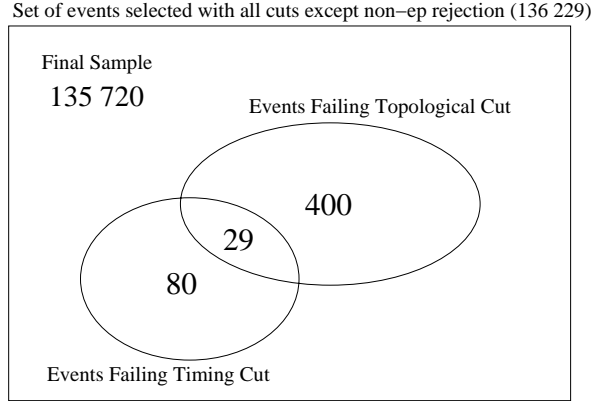 Set of events selected with all cuts except non−ep rejection (136 229)
Final Sample
135 720
Events Failing Topological Cut
400
29
80
Events Failing Timing Cut